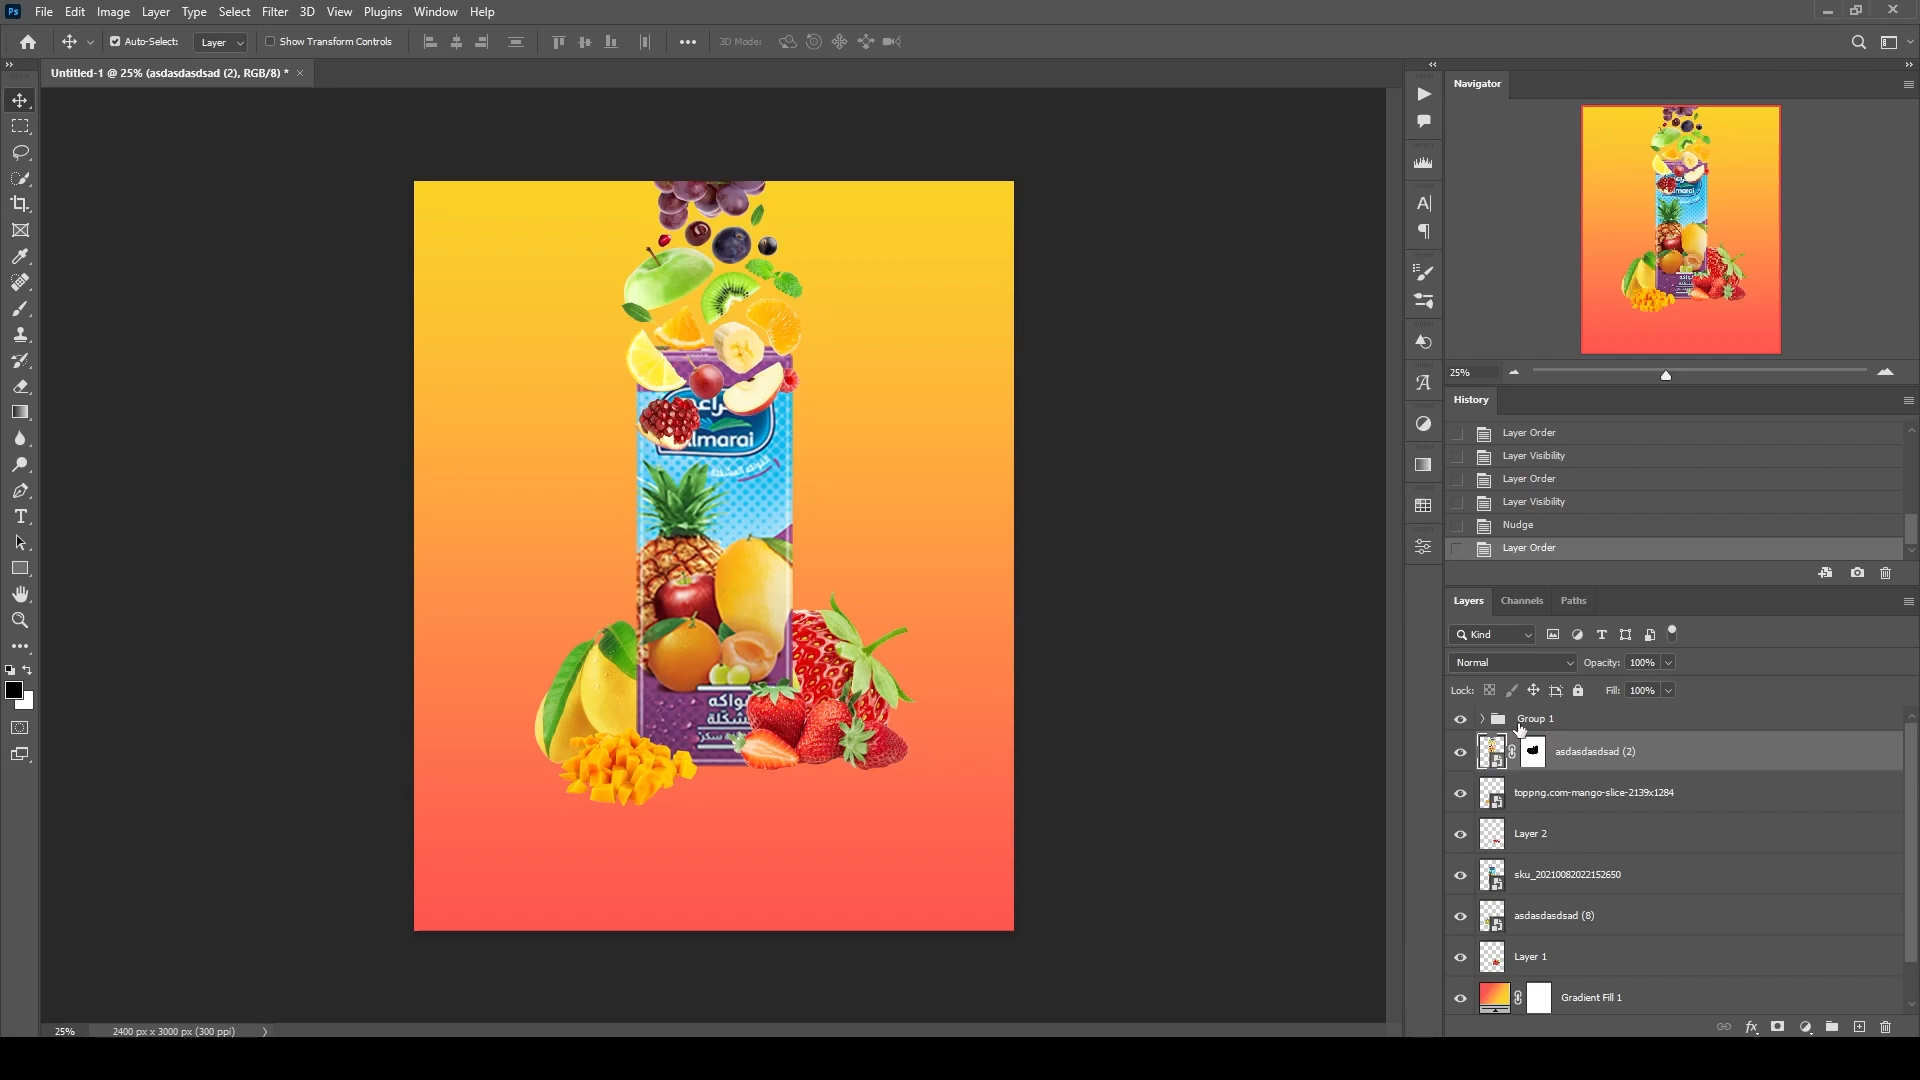 Ps File Edit Image Layer Type Select Filter 3D View Plugins Window Help
Auto-Select: Layer Show Transform Controls 3D Mode:
Untitled-1 @ 25% (asdasdasdsad (2), RGB/8) * ×
Navigator
25%
History
Layer Order
Layer Visibility
Layer Order
Layer Visibility
Nudge
Layer Order
Layers Channels Paths
Kind
Normal Opacity: 100%
Lock: Fill: 100%
Group 1
asdasdasdsad (2)
toppng.com-mango-slice-2139x1284
Layer 2
sku_20210082022152650
asdasdasdsad (8)
Layer 1
Gradient Fill 1
fx
25% 2400 px x 3000 px (300 ppi)